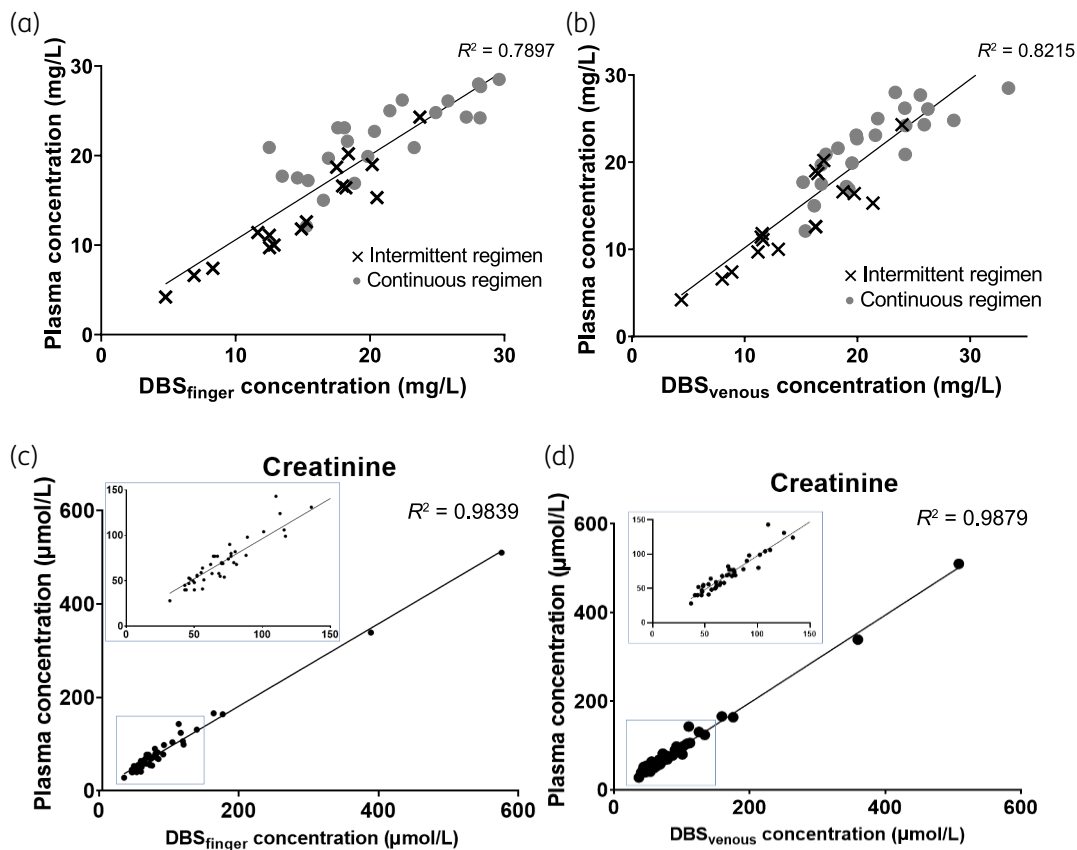 (a)
R² = 0.7897
Plasma concentration (mg/L)
30
20
10
0
× Intermittent regimen
● Continuous regimen
0 10 20 30
DBSfinger concentration (mg/L)
(b)
R² = 0.8215
Plasma concentration (mg/L)
30
20
10
0
× Intermittent regimen
● Continuous regimen
0 10 20 30
DBSvenous concentration (mg/L)
(c)
Creatinine
R² = 0.9839
Plasma concentration (µmol/L)
600
400
200
0
150
100
50
0
0 50 100 150
0 200 400 600
DBSfinger concentration (µmol/L)
(d)
Creatinine
R² = 0.9879
Plasma concentration (µmol/L)
600
400
200
0
150
100
50
0
0 50 100 150
0 200 400 600
DBSvenous concentration (µmol/L)